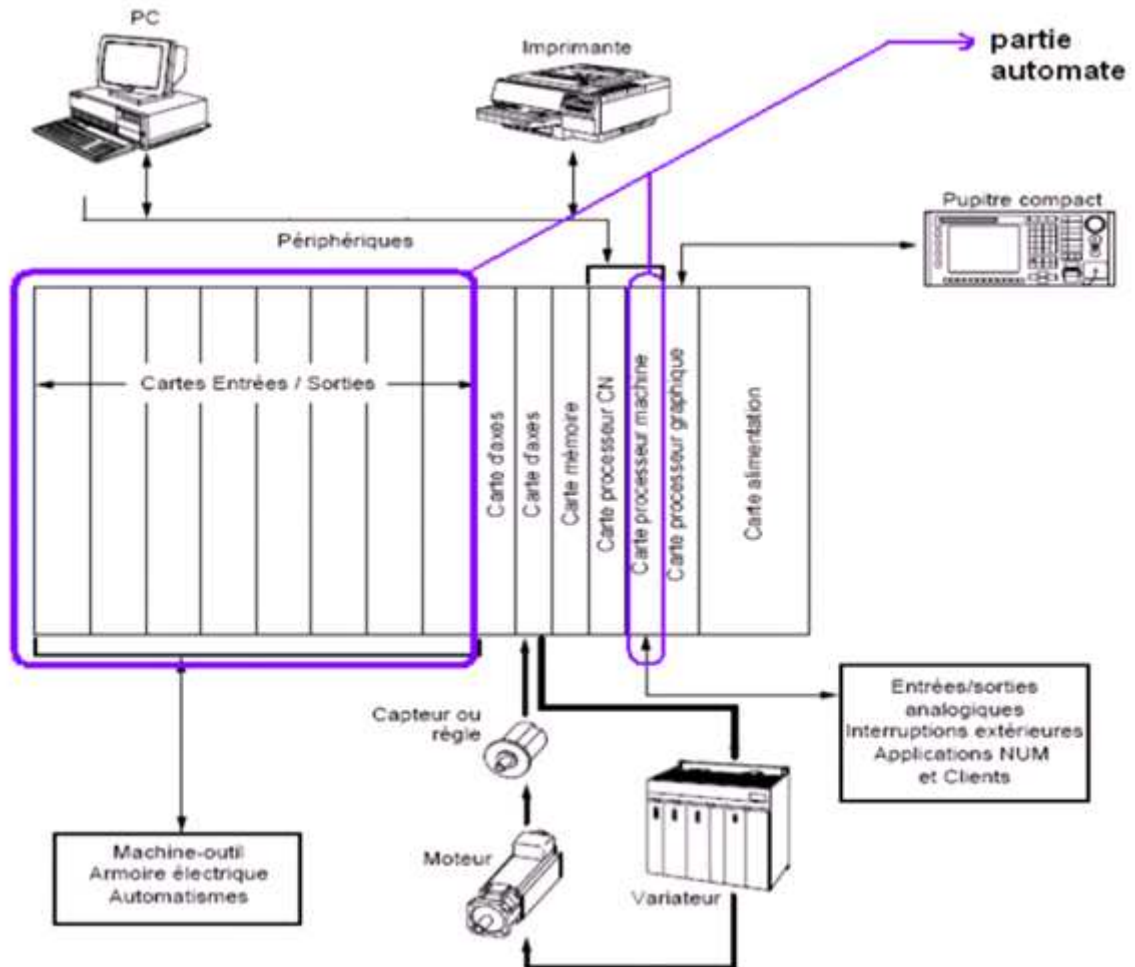 PC
Imprimante
partie
automate
Pupitre compact
Périphériques
Cartes Entrées / Sorties
Carte d'axes
Carte d'axes
Carte mémoire
Carte processeur CN
Carte processeur machine
Carte processeur graphique
Carte alimentation
Capteur ou
règle
Entrées/sorties
analogiques
Interruptions extérieures
Applications NUM
et Clients
Machine-outil
Armoire électrique
Automatismes
Moteur
Variateur